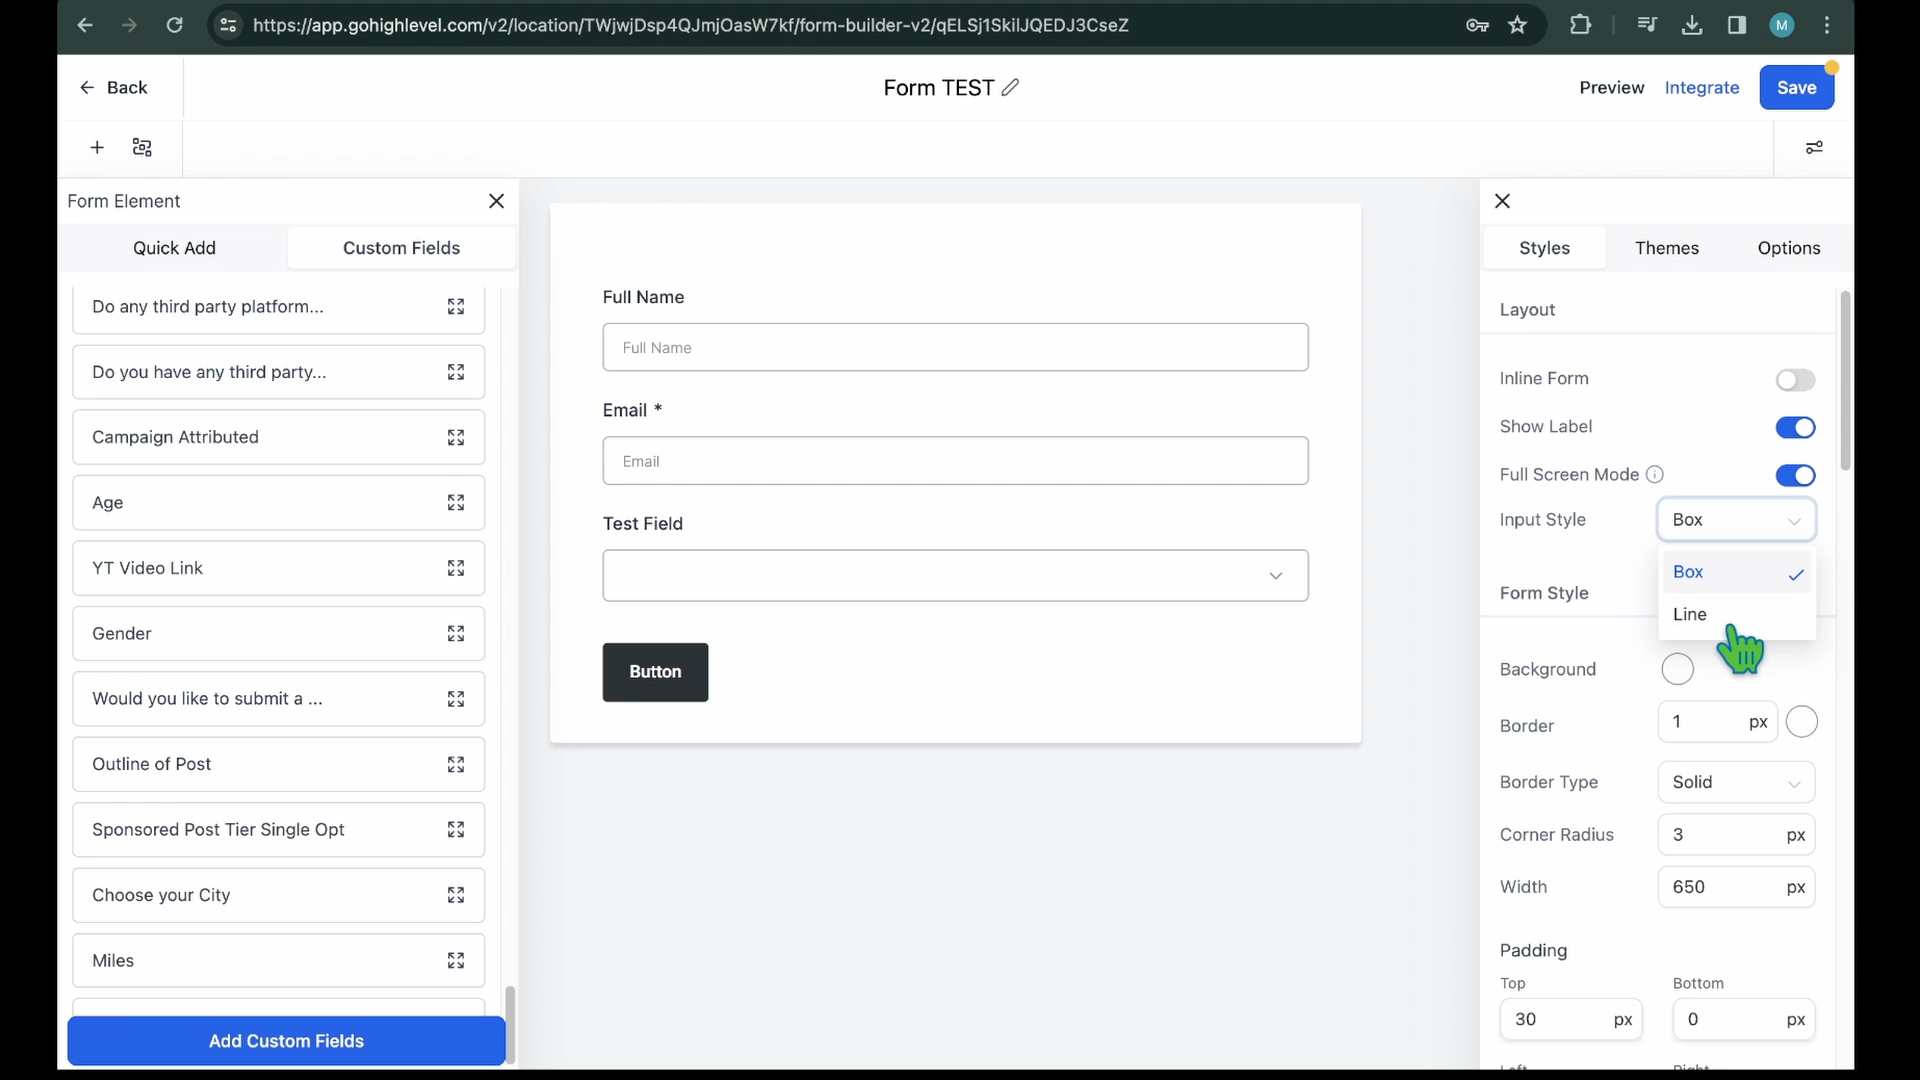 https://app.gohighlevel.com/v2/location/TWjwjDsp4QJmjOasW7kf/form-builder-v2/qELSj1SkilJQEDJ3CseZ
M
Back
Form TEST
Preview
Integrate
Save
Form Element
Quick Add
Custom Fields
Do any third party platform...
Do you have any third party...
Campaign Attributed
Age
YT Video Link
Gender
Would you like to submit a ...
Outline of Post
Sponsored Post Tier Single Opt
Choose your City
Miles
Add Custom Fields
Full Name
Full Name
Email *
Email
Test Field
Button
Styles
Themes
Options
Layout
Inline Form
Show Label
Full Screen Mode
Input Style
Box
Box
Line
Form Style
Background
Border
1 px
Border Type
Solid
Corner Radius
3 px
Width
650 px
Padding
Top
Bottom
30 px
0 px